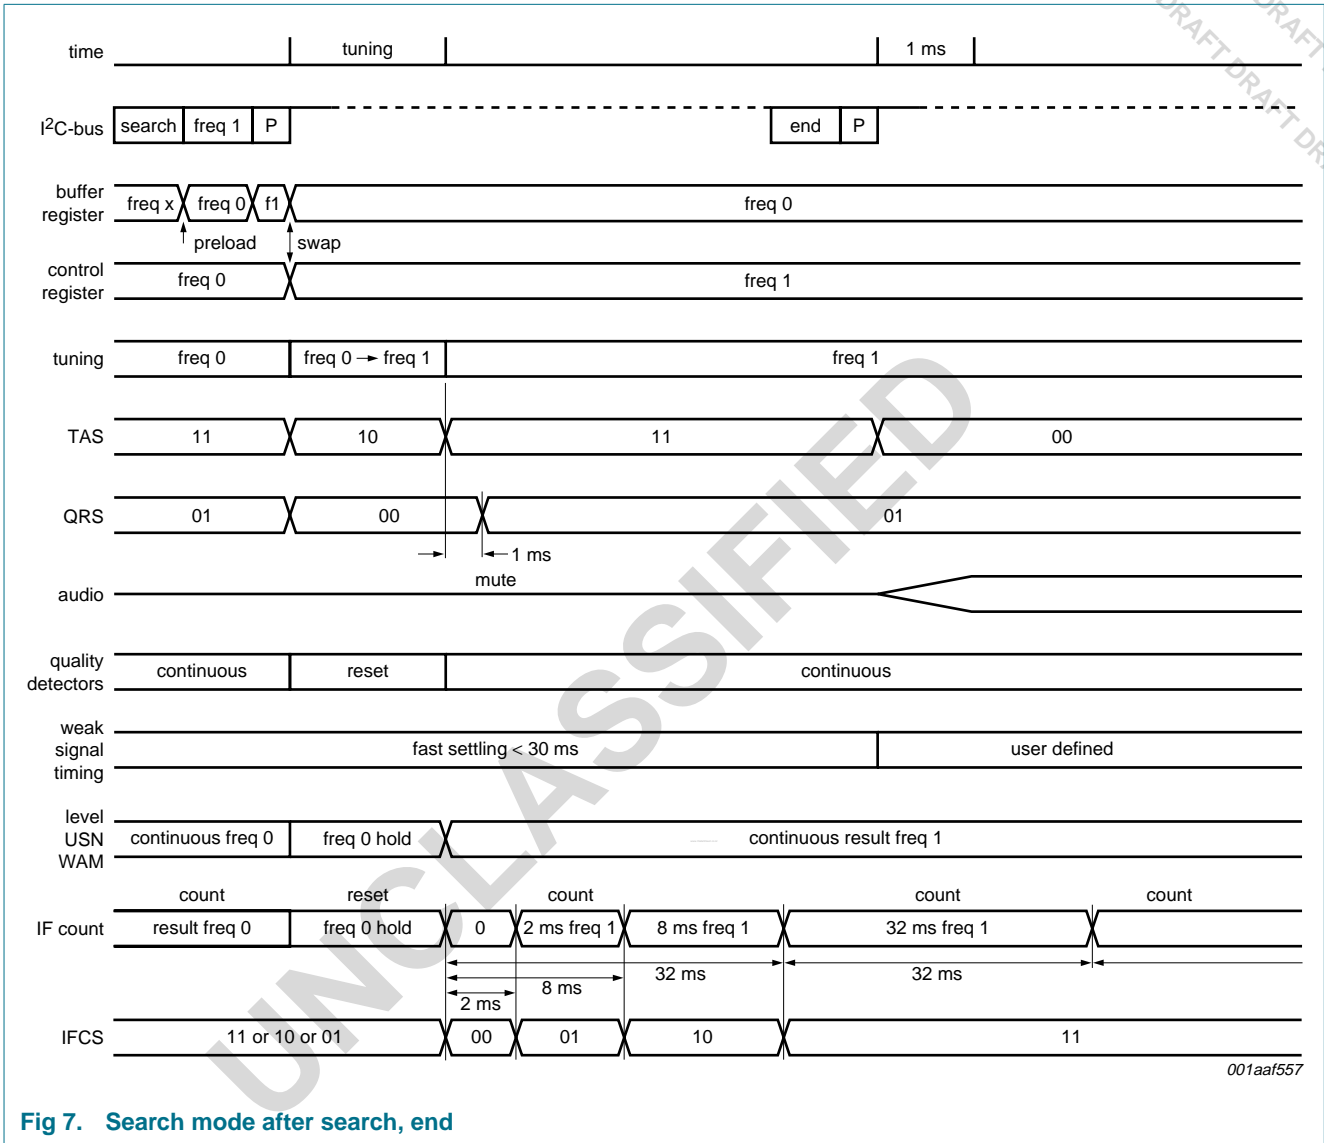 DRAFT DRAFT DR
DRAFT
time tuning 1 ms
I2C-bus search freq 1 P end P
buffer register freq x freq 0 f1 freq 0
preload swap
control register freq 0 freq 1
tuning freq 0 → freq 1 freq 1
freq 0
TAS 11 10 11 00
QRS 01 00 01
1 ms
mute
audio
quality detectors continuous reset continuous
weak signal timing fast settling < 30 ms user defined
level USN WAM continuous freq 0 freq 0 hold continuous result freq 1
count reset count count count
IF count result freq 0 freq 0 hold 0 2 ms freq 1 8 ms freq 1 32 ms freq 1
32 ms 32 ms
8 ms
2 ms
IFCS 11 or 10 or 01 00 01 10 11
001aaf557
UNCLASSIFIED
Fig 7. Search mode after search, end